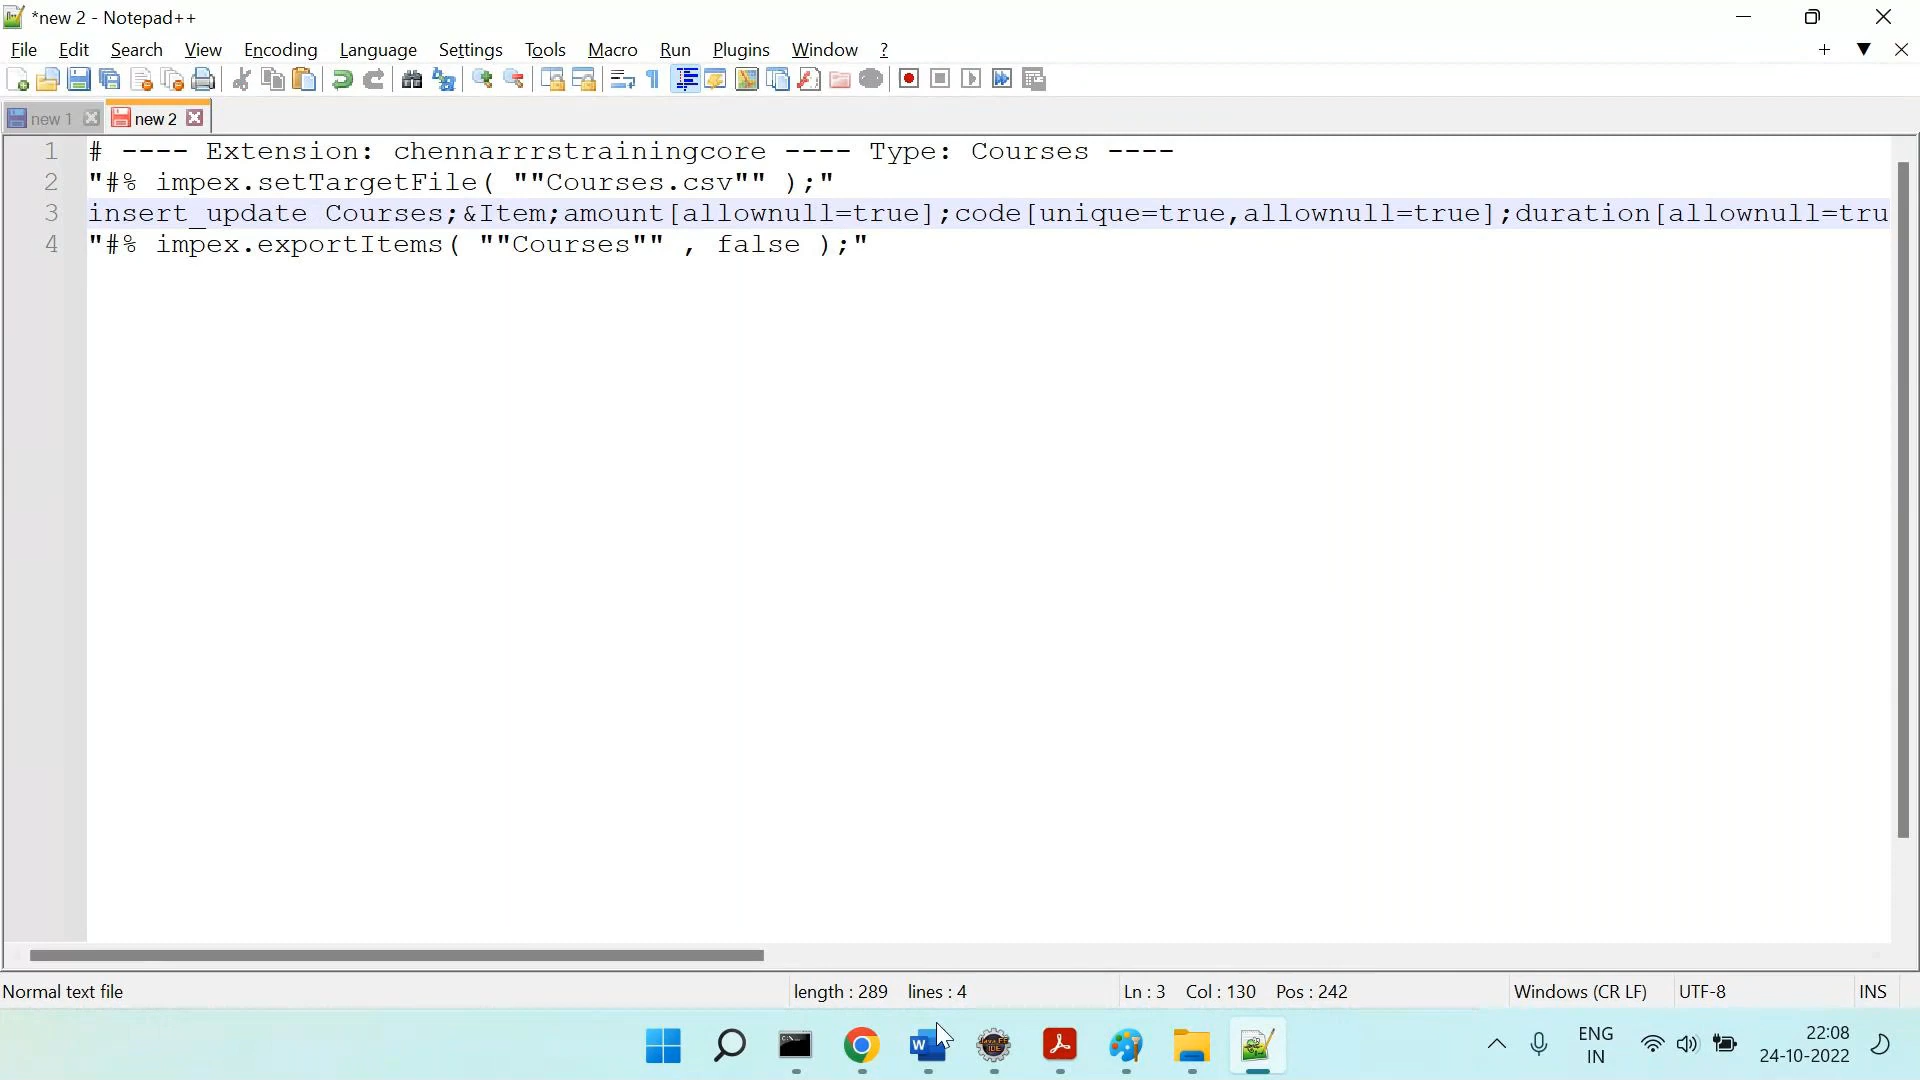 *new 2 - Notepad++
File Edit Search View Encoding Language Settings Tools Macro Run Plugins Window ?
new 1 new 2
1 # ---- Extension: chennarrrstrainingcore ---- Type: Courses ----
2 "#% impex.setTargetFile( ""Courses.csv"" );"
3 insert_update Courses;&Item;amount[allownull=true];code[unique=true,allownull=true];duration[allownull=tru
4 "#% impex.exportItems( ""Courses"" , false );"
Normal text file length : 289 lines : 4 Ln : 3 Col : 130 Pos : 242 Windows (CR LF) UTF-8 INS
ENG
IN
22:08
24-10-2022